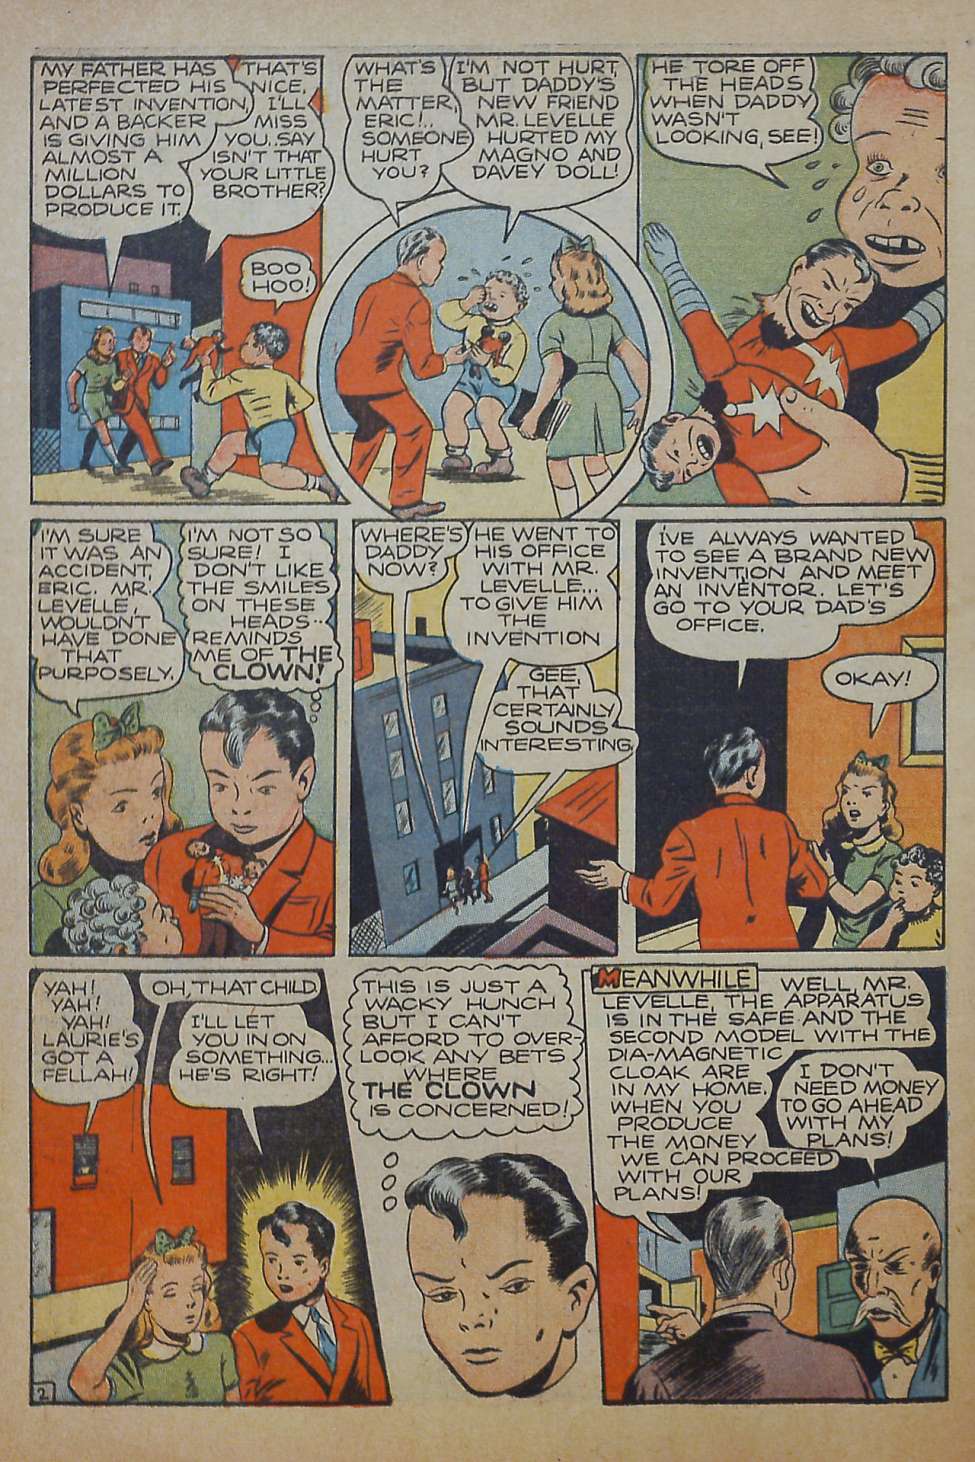 MY FATHER HAS
PERFECTED HIS
LATEST INVENTION,
AND A BACKER
IS GIVING HIM
ALMOST A
MILLION
DOLLARS TO
PRODUCE IT.
THAT'S
NICE,
I'LL
MISS
YOU..SAY
ISN'T THAT
YOUR LITTLE
BROTHER?
BOO
HOO!
WHAT'S
THE
MATTER,
ERIC!..
SOMEONE
HURT
YOU?
I'M NOT HURT,
BUT DADDY'S
NEW FRIEND
MR. LEVELLE
HURTED MY
MAGNO AND
DAVEY DOLL!
HE TORE OFF
THE HEADS
WHEN DADDY
WASN'T
LOOKING, SEE!
I'M SURE
IT WAS AN
ACCIDENT,
ERIC. MR.
LEVELLE,
WOULDN'T
HAVE DONE
THAT
PURPOSELY.
I'M NOT SO
SURE! I
DON'T LIKE
THE SMILES
ON THESE
HEADS..
REMINDS
ME OF THE
CLOWN!
WHERE'S
DADDY
NOW?
HE WENT TO
HIS OFFICE
WITH MR.
LEVELLE...
TO GIVE HIM
THE
INVENTION
GEE,
THAT
CERTAINLY
SOUNDS
INTERESTING
I'VE ALWAYS WANTED
TO SEE A BRAND NEW
INVENTION AND MEET
AN INVENTOR. LET'S
GO TO YOUR DAD'S
OFFICE.
OKAY!
YAH!
YAH!
YAH!
LAURIE'S
GOT A
FELLAH!
OH, THAT CHILD.
I'LL LET
YOU IN ON
SOMETHING...
HE'S RIGHT!
2
THIS IS JUST A
WACKY HUNCH
BUT I CAN'T
AFFORD TO OVER-
LOOK ANY BETS
WHERE
THE CLOWN
IS CONCERNED!
MEANWHILE
WELL, MR.
LEVELLE, THE APPARATUS
IS IN THE SAFE AND THE
SECOND MODEL WITH THE
DIA-MAGNETIC
CLOAK ARE
IN MY HOME.
WHEN YOU
PRODUCE
THE MONEY
WE CAN PROCEED
WITH OUR
PLANS!
I DON'T
NEED MONEY
TO GO AHEAD
WITH MY
PLANS!